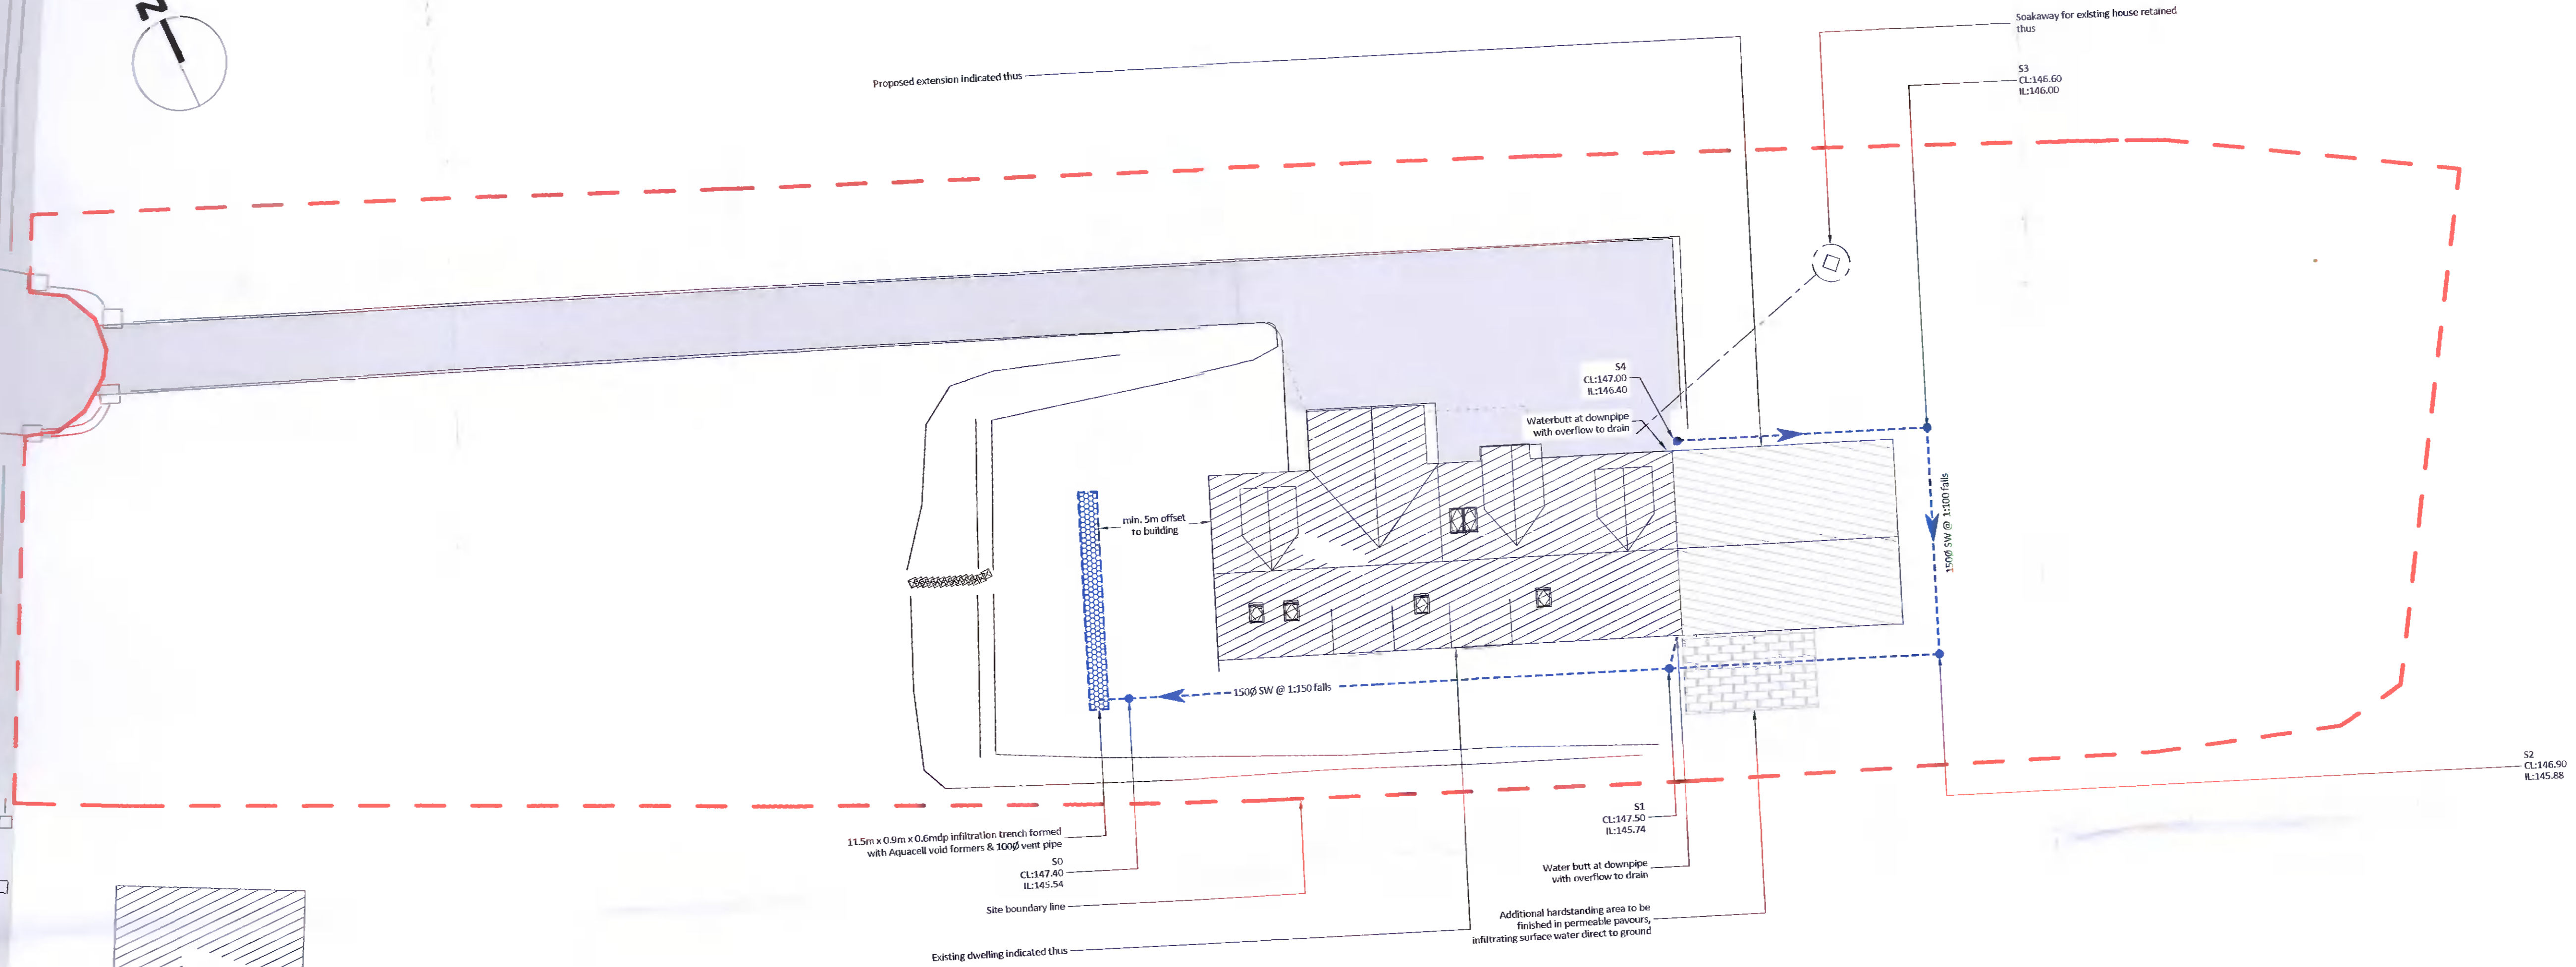 N
Soakaway for existing house retained
thus
Proposed extension indicated thus
S3
CL:146.60
IL:146.00
S4
CL:147.00
IL:146.40
Waterbutt at downpipe
with overflow to drain
min. 5m offset
to building
150Ø SW @ 1:100 falls
150Ø SW @ 1:150 falls
S2
CL:146.90
IL:145.88
S1
CL:147.50
IL:145.74
11.5m x 0.9m x 0.6mdp infiltration trench formed
with Aquacell void formers & 100Ø vent pipe
S0
CL:147.40
IL:145.54
Water butt at downpipe
with overflow to drain
Site boundary line
Additional hardstanding area to be
finished in permeable pavours,
infiltrating surface water direct to ground
Existing dwelling indicated thus